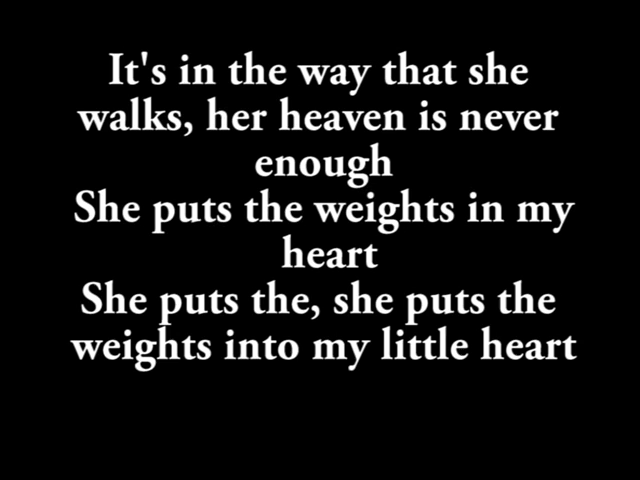 It's in the way that she
walks, her heaven is never
enough
She puts the weights in my
heart
She puts the, she puts the
weights into my little heart